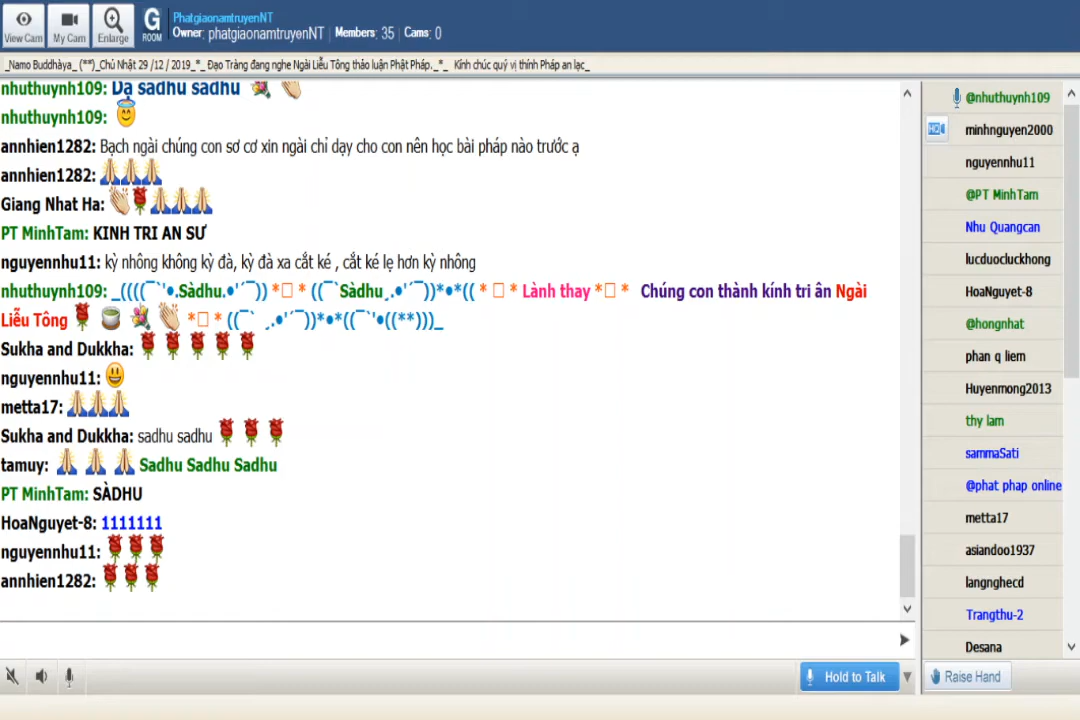 PhatgiaonamtruyenNT
Owner: phatgiaonamtruyenNT Members: 35 Cams: 0
View Cam My Cam Enlarge G ROOM
_Namo Buddhàya_ (**)_Chủ Nhật 29 /12 / 2019_*_ Đạo Tràng đang nghe Ngài Liễu Tông thảo luận Phật Pháp._*_ Kính chúc quý vị thính Pháp an lạc_
nhuthuynh109: Dạ sadhu sadhu
nhuthuynh109:
annhien1282: Bạch ngài chúng con sơ cơ xin ngài chỉ dạy cho con nên học bài pháp nào trước ạ
annhien1282:
Giang Nhat Ha:
PT MinhTam: KINH TRI AN SƯ
nguyennhu11: kỳ nhông không kỳ đà, kỳ đà xa cắt ké , cắt ké lẹ hơn kỳ nhông
nhuthuynh109: _((((¯`'•.Sàdhu.•'´¯)) *□ * ((¯`Sàdhu¸.•'´¯))*•*(( * □ * Lành thay *□ * Chúng con thành kính tri ân Ngài
Liễu Tông *□ * ((¯` ¸.•'´¯))*•*((¯`'•((**)))_
Sukha and Dukkha:
nguyennhu11:
metta17:
Sukha and Dukkha: sadhu sadhu
tamuy: Sadhu Sadhu Sadhu
PT MinhTam: SÀDHU
HoaNguyet-8: 1111111
nguyennhu11:
annhien1282:
@nhuthuynh109
minhnguyen2000
nguyennhu11
@PT MinhTam
Nhu Quangcan
lucduocluckhong
HoaNguyet-8
@hongnhat
phan q liem
Huyenmong2013
thy lam
sammaSati
@phat phap online
metta17
asiandoo1937
langnghecd
Trangthu-2
Desana
Hold to Talk
Raise Hand